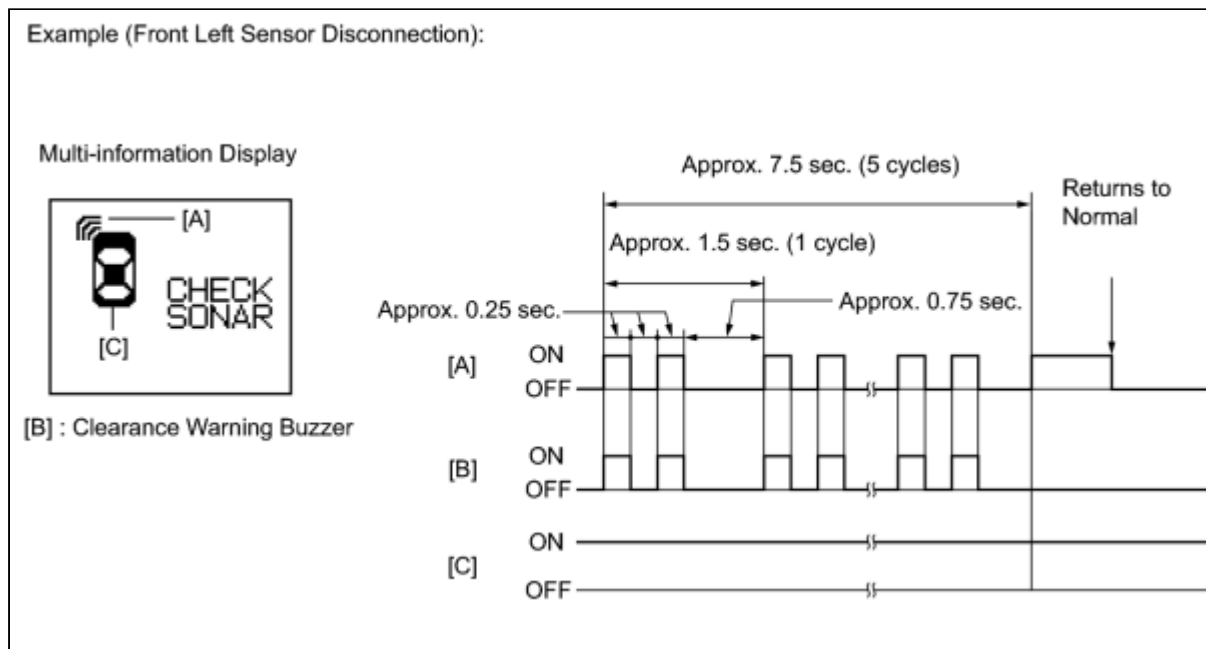 Example (Front Left Sensor Disconnection):
Multi-information Display
[A]
CHECK
SONAR
[C]
[B] : Clearance Warning Buzzer
Approx. 7.5 sec. (5 cycles)
Returns to
Normal
Approx. 1.5 sec. (1 cycle)
Approx. 0.25 sec.
Approx. 0.75 sec.
[A]
ON
OFF
[B]
ON
OFF
[C]
ON
OFF